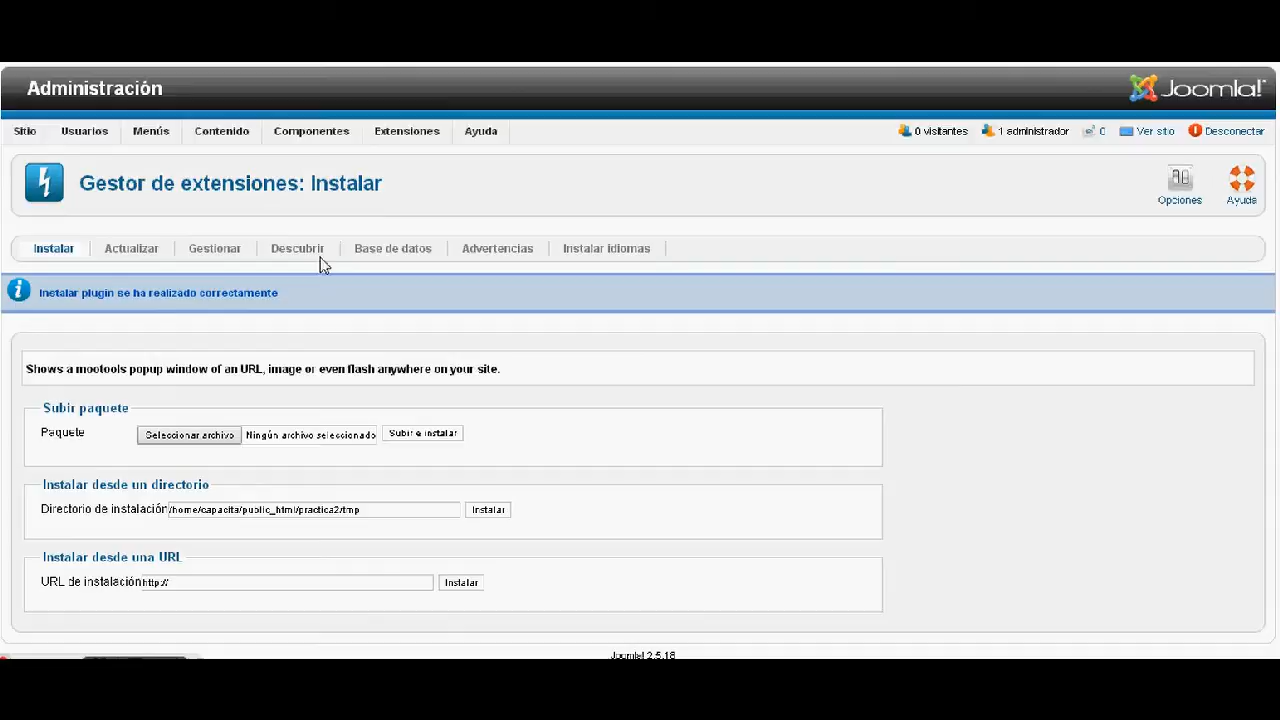 Administración
Joomla!
Sitio Usuarios Menús Contenido Componentes Extensiones Ayuda 0 visitantes 1 administrador 0 Ver sitio Desconectar
Gestor de extensiones: Instalar
Opciones Ayuda
Instalar Actualizar Gestionar Descubrir Base de datos Advertencias Instalar idiomas
Instalar plugin se ha realizado correctamente
Shows a mootools popup window of an URL, image or even flash anywhere on your site.
Subir paquete
Paquete Seleccionar archivo Ningún archivo seleccionado Subir e instalar
Instalar desde un directorio
Directorio de instalación /home/capacita/public_html/practica2/tmp Instalar
Instalar desde una URL
URL de instalación http:// Instalar
Joomla! 2.5.18